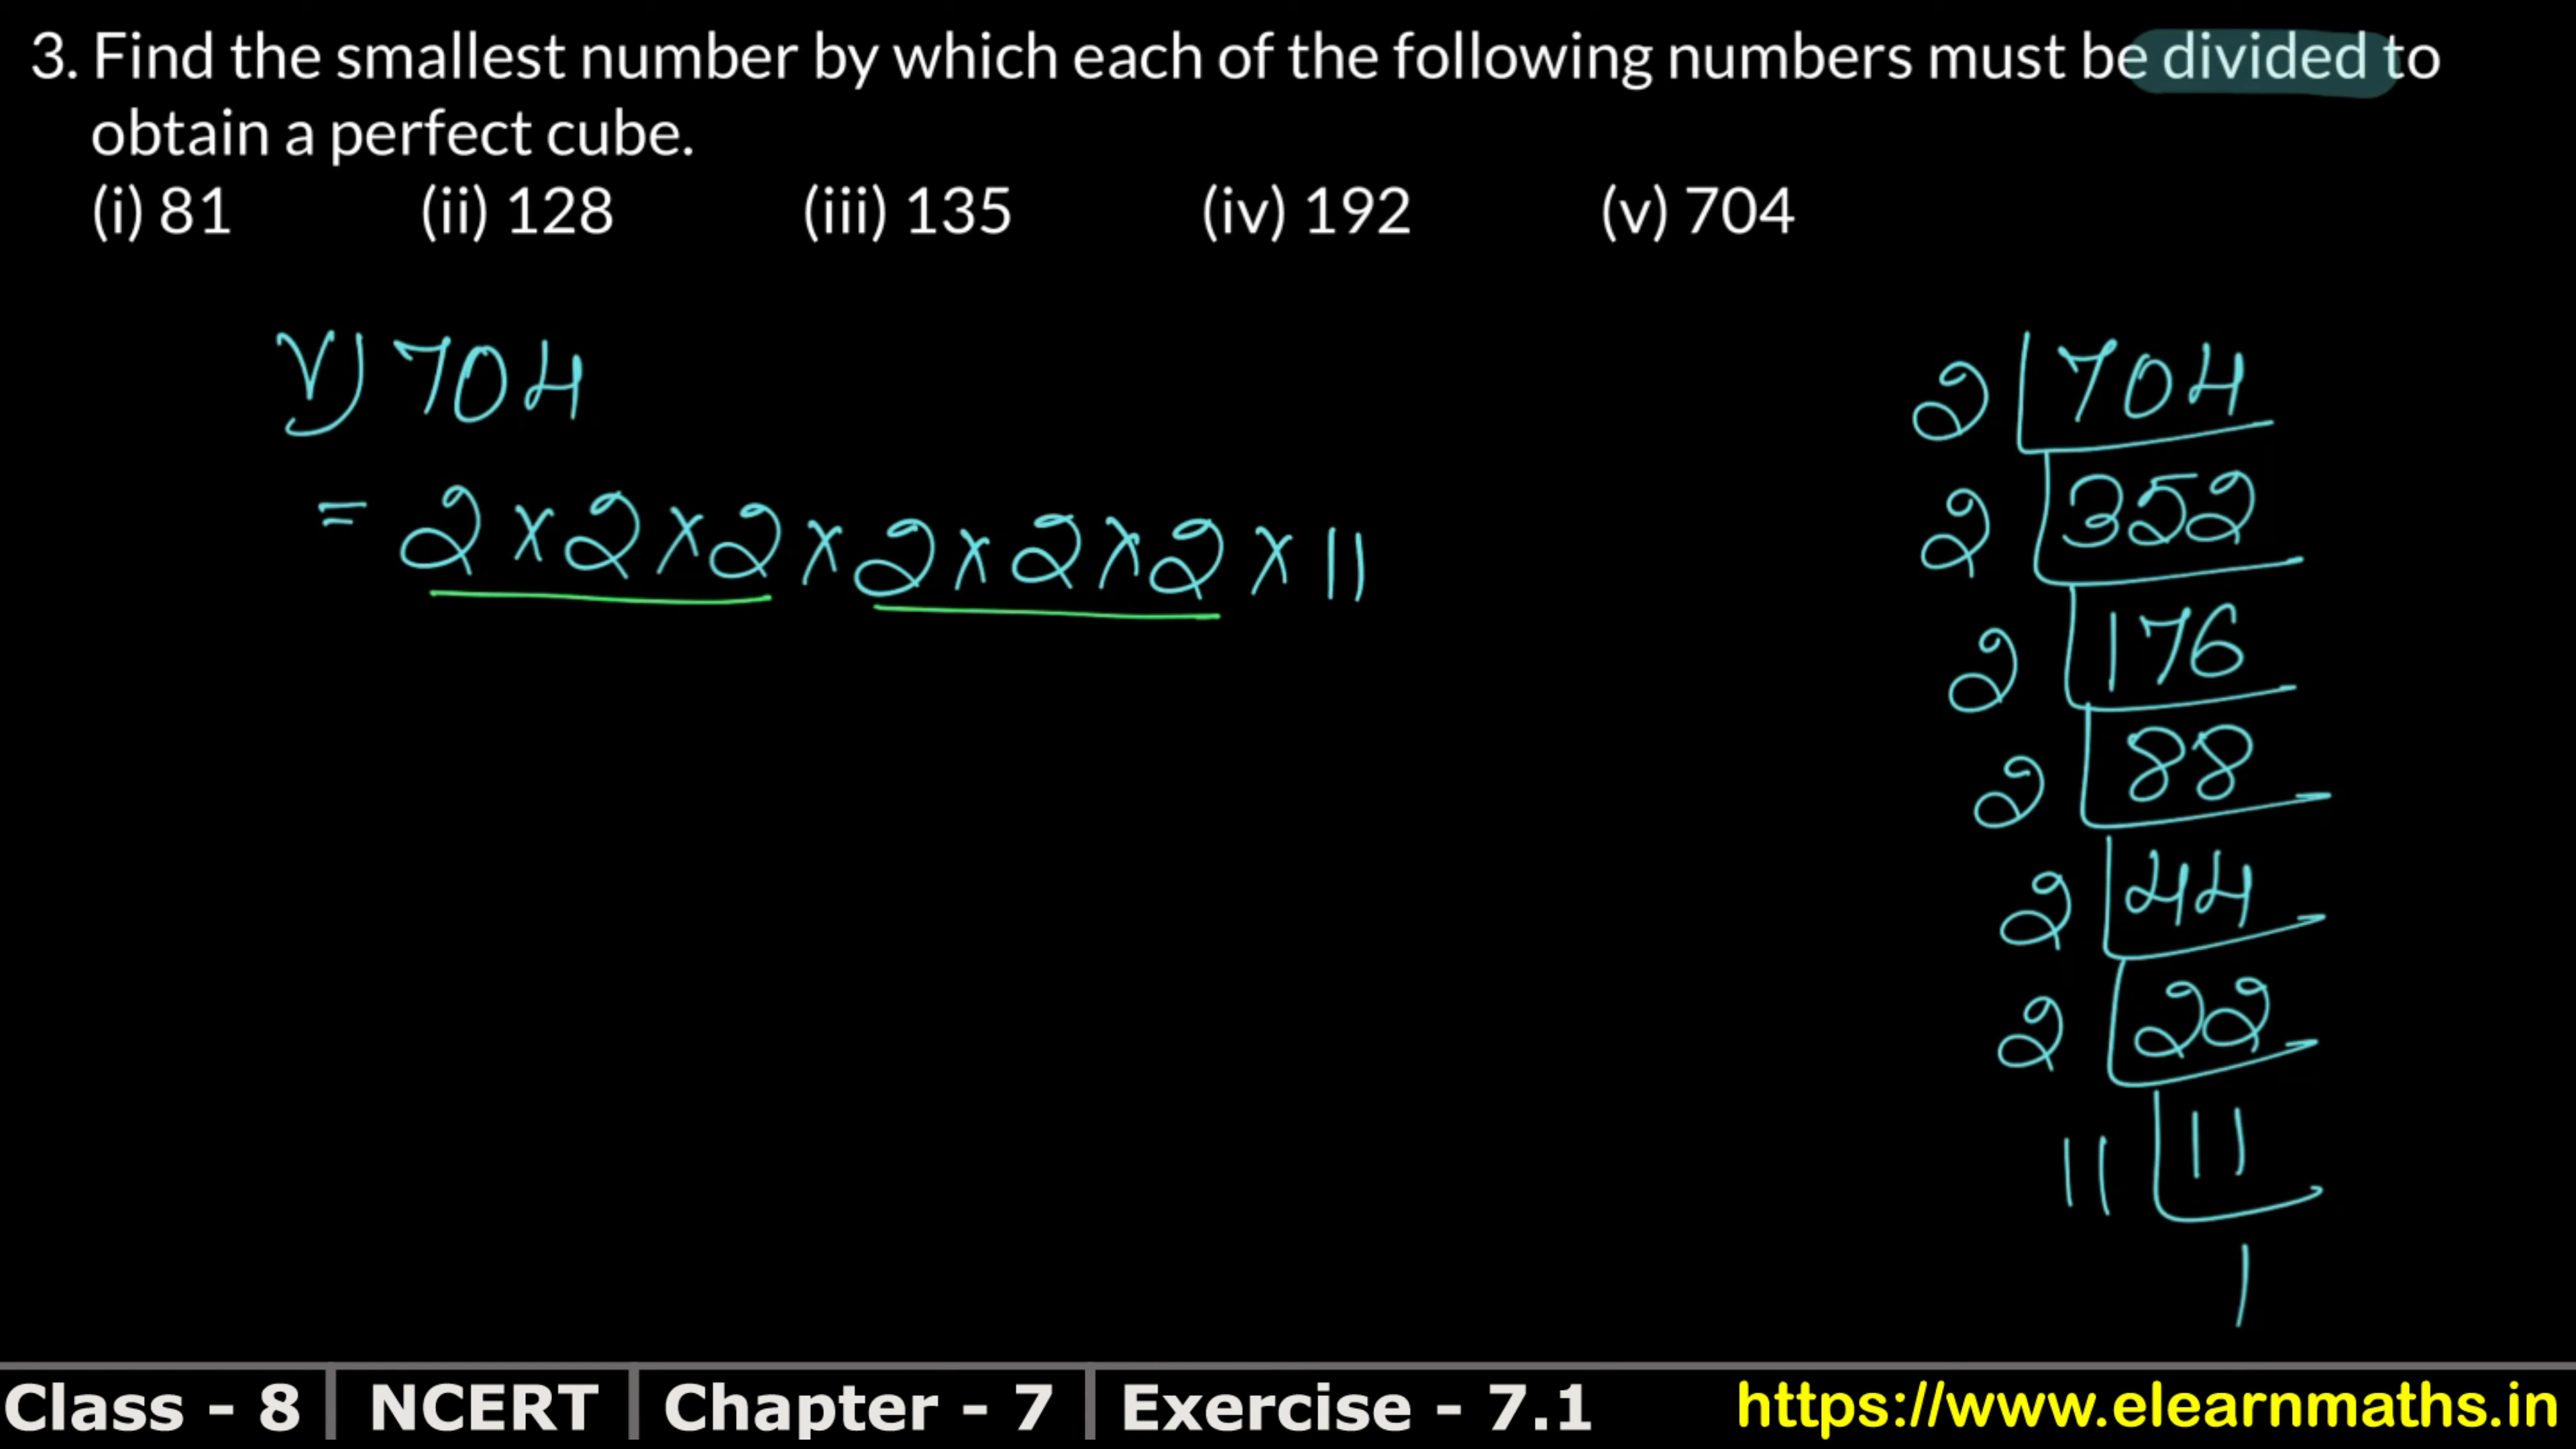 3. Find the smallest number by which each of the following numbers must be divided to
obtain a perfect cube.
(i) 81 (ii) 128 (iii) 135 (iv) 192 (v) 704
v) 704
= 2 × 2 × 2 × 2 × 2 × 2 × 11
2 704
2 352
2 176
2 88
2 44
2 22
11 11
1
Class - 8 | NCERT | Chapter - 7 | Exercise - 7.1 https://www.elearnmaths.in